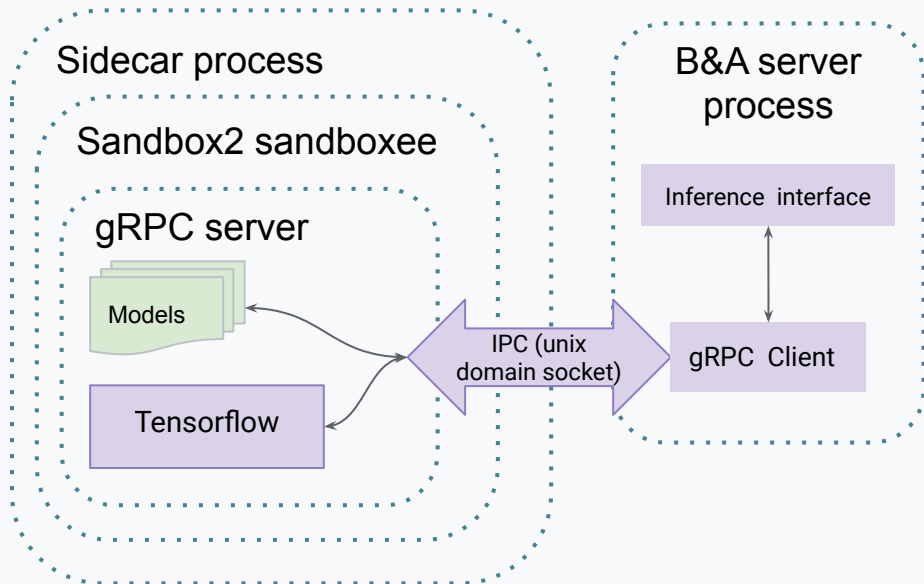 Sidecar process
Sandbox2 sandboxee
gRPC server
Models
Tensorflow
IPC (unix
domain socket)
B&A server
process
Inference interface
gRPC Client